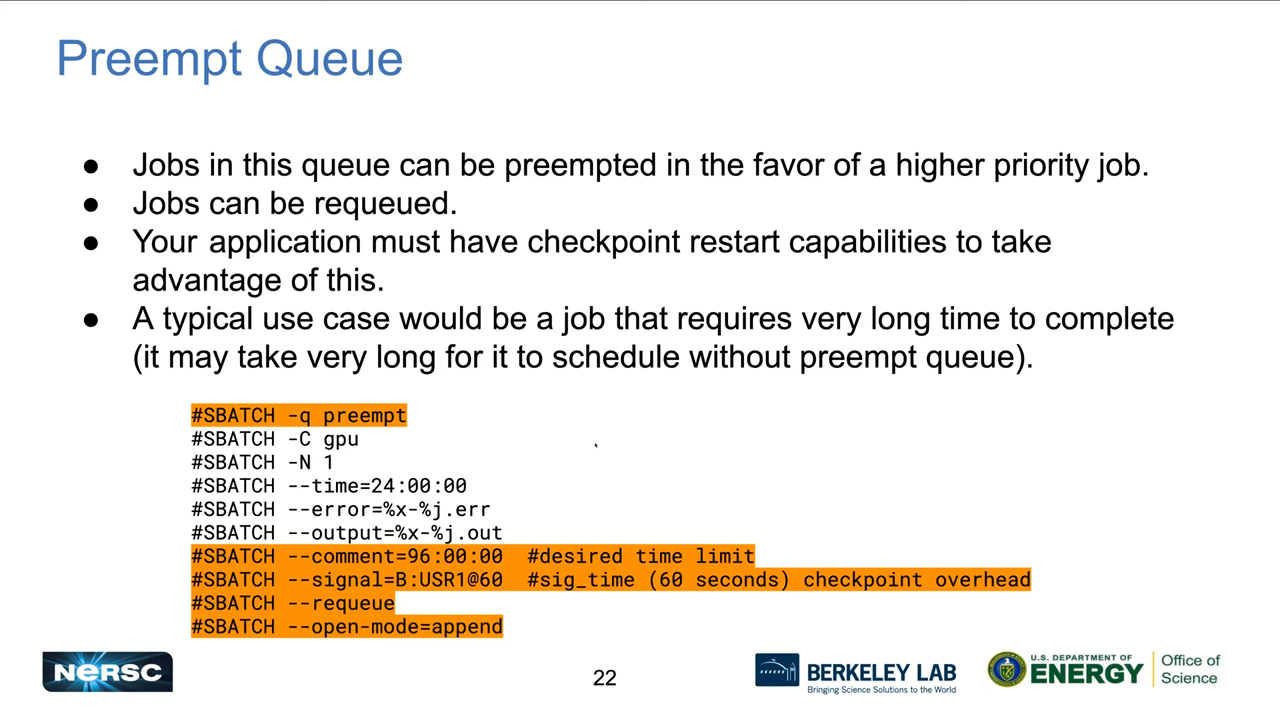 Preempt Queue
● Jobs in this queue can be preempted in the favor of a higher priority job.
● Jobs can be requeued.
● Your application must have checkpoint restart capabilities to take
advantage of this.
● A typical use case would be a job that requires very long time to complete
(it may take very long for it to schedule without preempt queue).
#SBATCH -q preempt
#SBATCH -C gpu
#SBATCH -N 1
#SBATCH --time=24:00:00
#SBATCH --error=%x-%j.err
#SBATCH --output=%x-%j.out
#SBATCH --comment=96:00:00  #desired time limit
#SBATCH --signal=B:USR1@60  #sig_time (60 seconds) checkpoint overhead
#SBATCH --requeue
#SBATCH --open-mode=append
NERSC
22
BERKELEY LAB
Bringing Science Solutions to the World
U.S. DEPARTMENT OF
ENERGY
Office of
Science